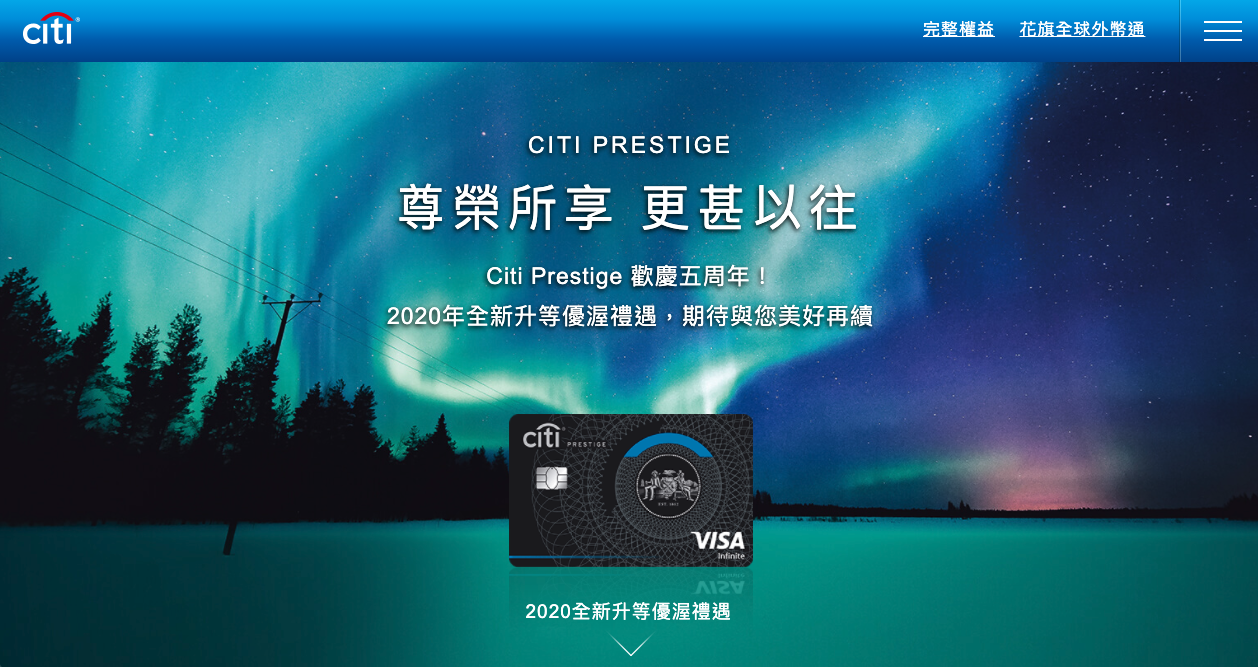 citi
完整權益
花旗全球外幣通
CITI PRESTIGE
尊榮所享 更甚以往
Citi Prestige 歡慶五周年！
2020年全新升等優渥禮遇，期待與您美好再續
citi PRESTIGE
EST. 1812
VISA
Infinite
2020全新升等優渥禮遇